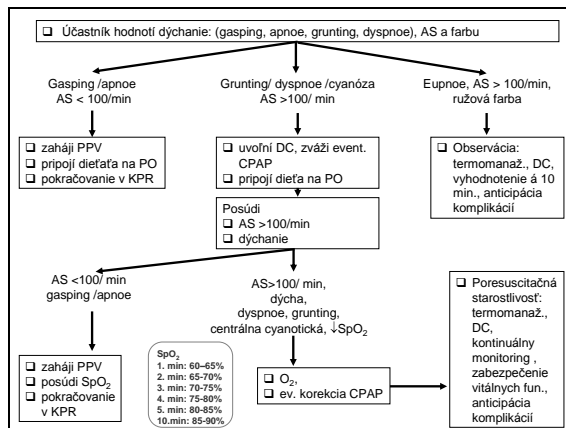 ❑ Účastník hodnotí dýchanie: (gasping, apnoe, grunting, dyspnoe), AS a farbu
Gasping /apnoe
AS < 100/min
Grunting/ dyspnoe /cyanóza
AS >100/ min
Eupnoe, AS > 100/min,
ružová farba
❑ zaháji PPV
❑ pripojí dieťaťa na PO
❑ pokračovanie v KPR
❑ uvoľní DC, zváži event.
CPAP
❑ pripojí dieťa na PO
❑ Observácia:
termomanaž., DC,
vyhodnotenie á 10
min., anticipácia
komplikácií
Posúdi
❑ AS >100/min
❑ dýchanie
AS <100/ min
gasping /apnoe
AS>100/ min,
dýcha,
dyspnoe, grunting,
centrálna cyanotická, ↓SpO2
❑ Poresuscitačná
starostlivosť:
termomanaž.,
DC,
kontinuálny
monitoring ,
zabezpečenie
vitálnych fun.,
anticipácia
komplikácií
❑ zaháji PPV
❑ posúdi SpO2
❑ pokračovanie
v KPR
SpO2
1. min: 60–65%
2. min: 65-70%
3. min: 70-75%
4. min: 75-80%
5. min: 80-85%
10.min: 85-90%
❑ O2,
❑ ev. korekcia CPAP